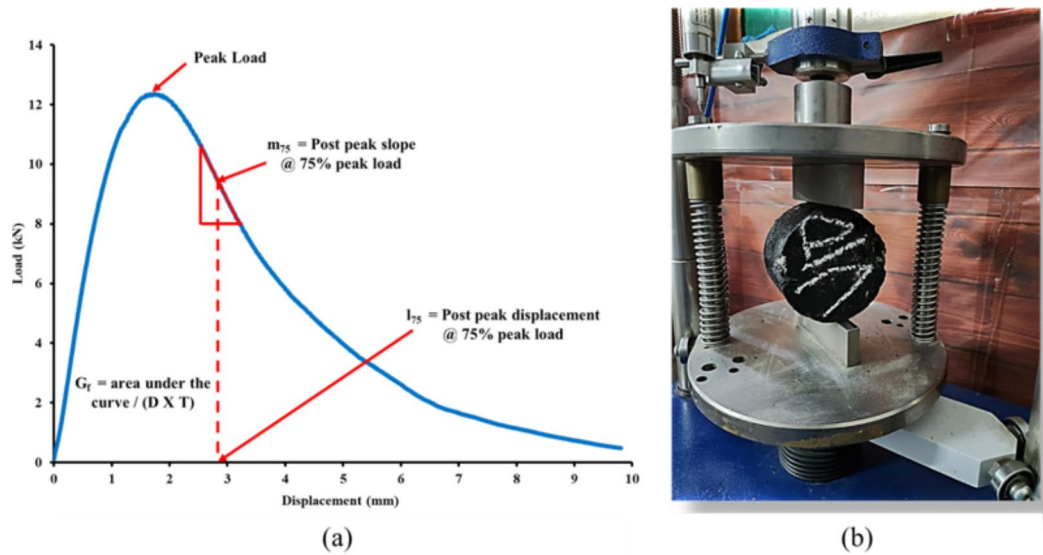 14
12
10
8
6
4
2
0
Load (kN)
Peak Load
m75 = Post peak slope
@ 75% peak load
l75 = Post peak displacement
@ 75% peak load
Gf = area under the
curve / (D X T)
0 1 2 3 4 5 6 7 8 9 10
Displacement (mm)
(a)
(b)